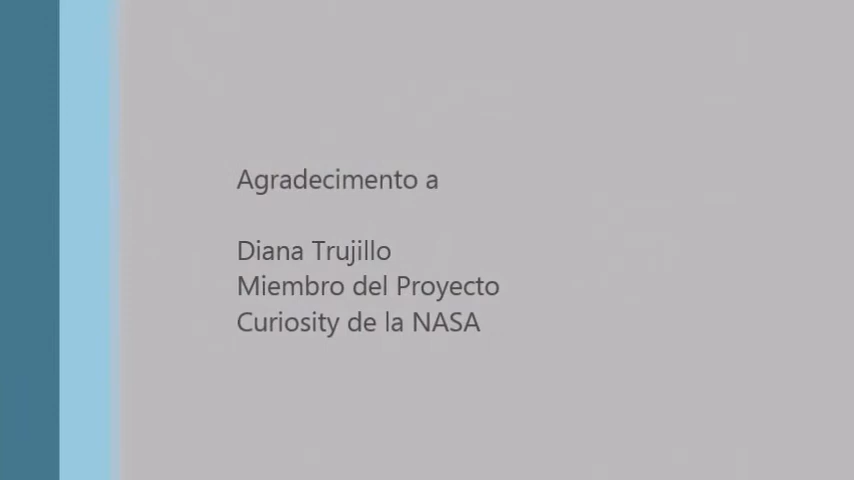 Agradecimento a
Diana Trujillo
Miembro del Proyecto
Curiosity de la NASA